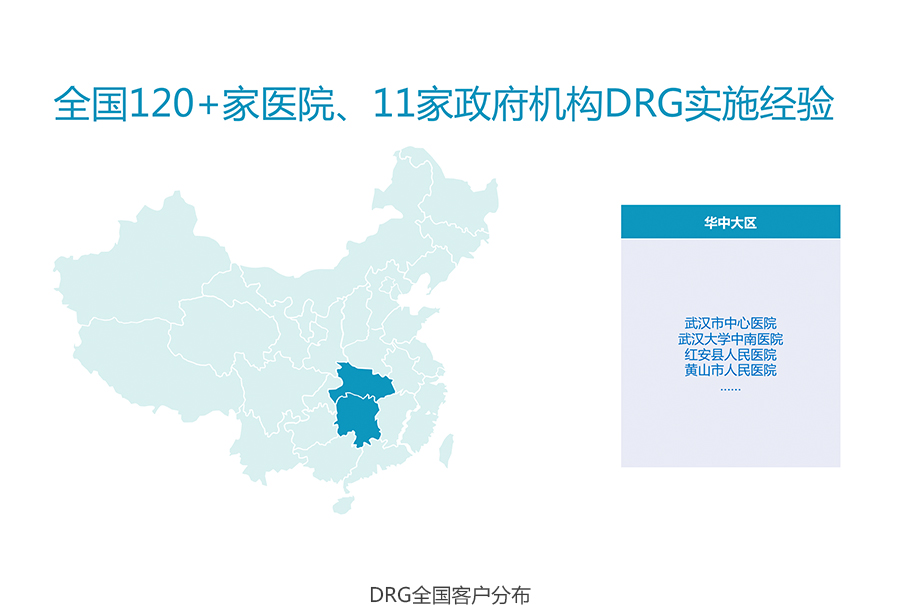 全国120+家医院、11家政府机构DRG实施经验
华中大区
武汉市中心医院
武汉大学中南医院
红安县人民医院
黄山市人民医院
......
DRG全国客户分布